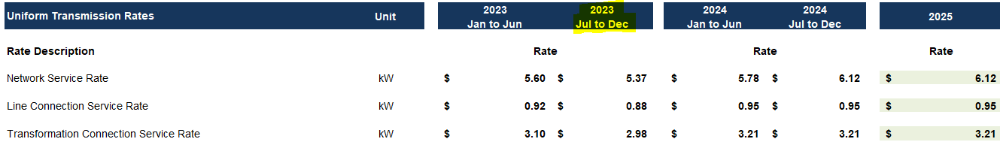 Uniform Transmission Rates Unit 2023 Jan to Jun 2023 Jul to Dec 2024 Jan to Jun 2024 Jul to Dec 2025
Rate Description Rate Rate Rate
Network Service Rate kW $ 5.60 $ 5.37 $ 5.78 $ 6.12 $ 6.12
Line Connection Service Rate kW $ 0.92 $ 0.88 $ 0.95 $ 0.95 $ 0.95
Transformation Connection Service Rate kW $ 3.10 $ 2.98 $ 3.21 $ 3.21 $ 3.21